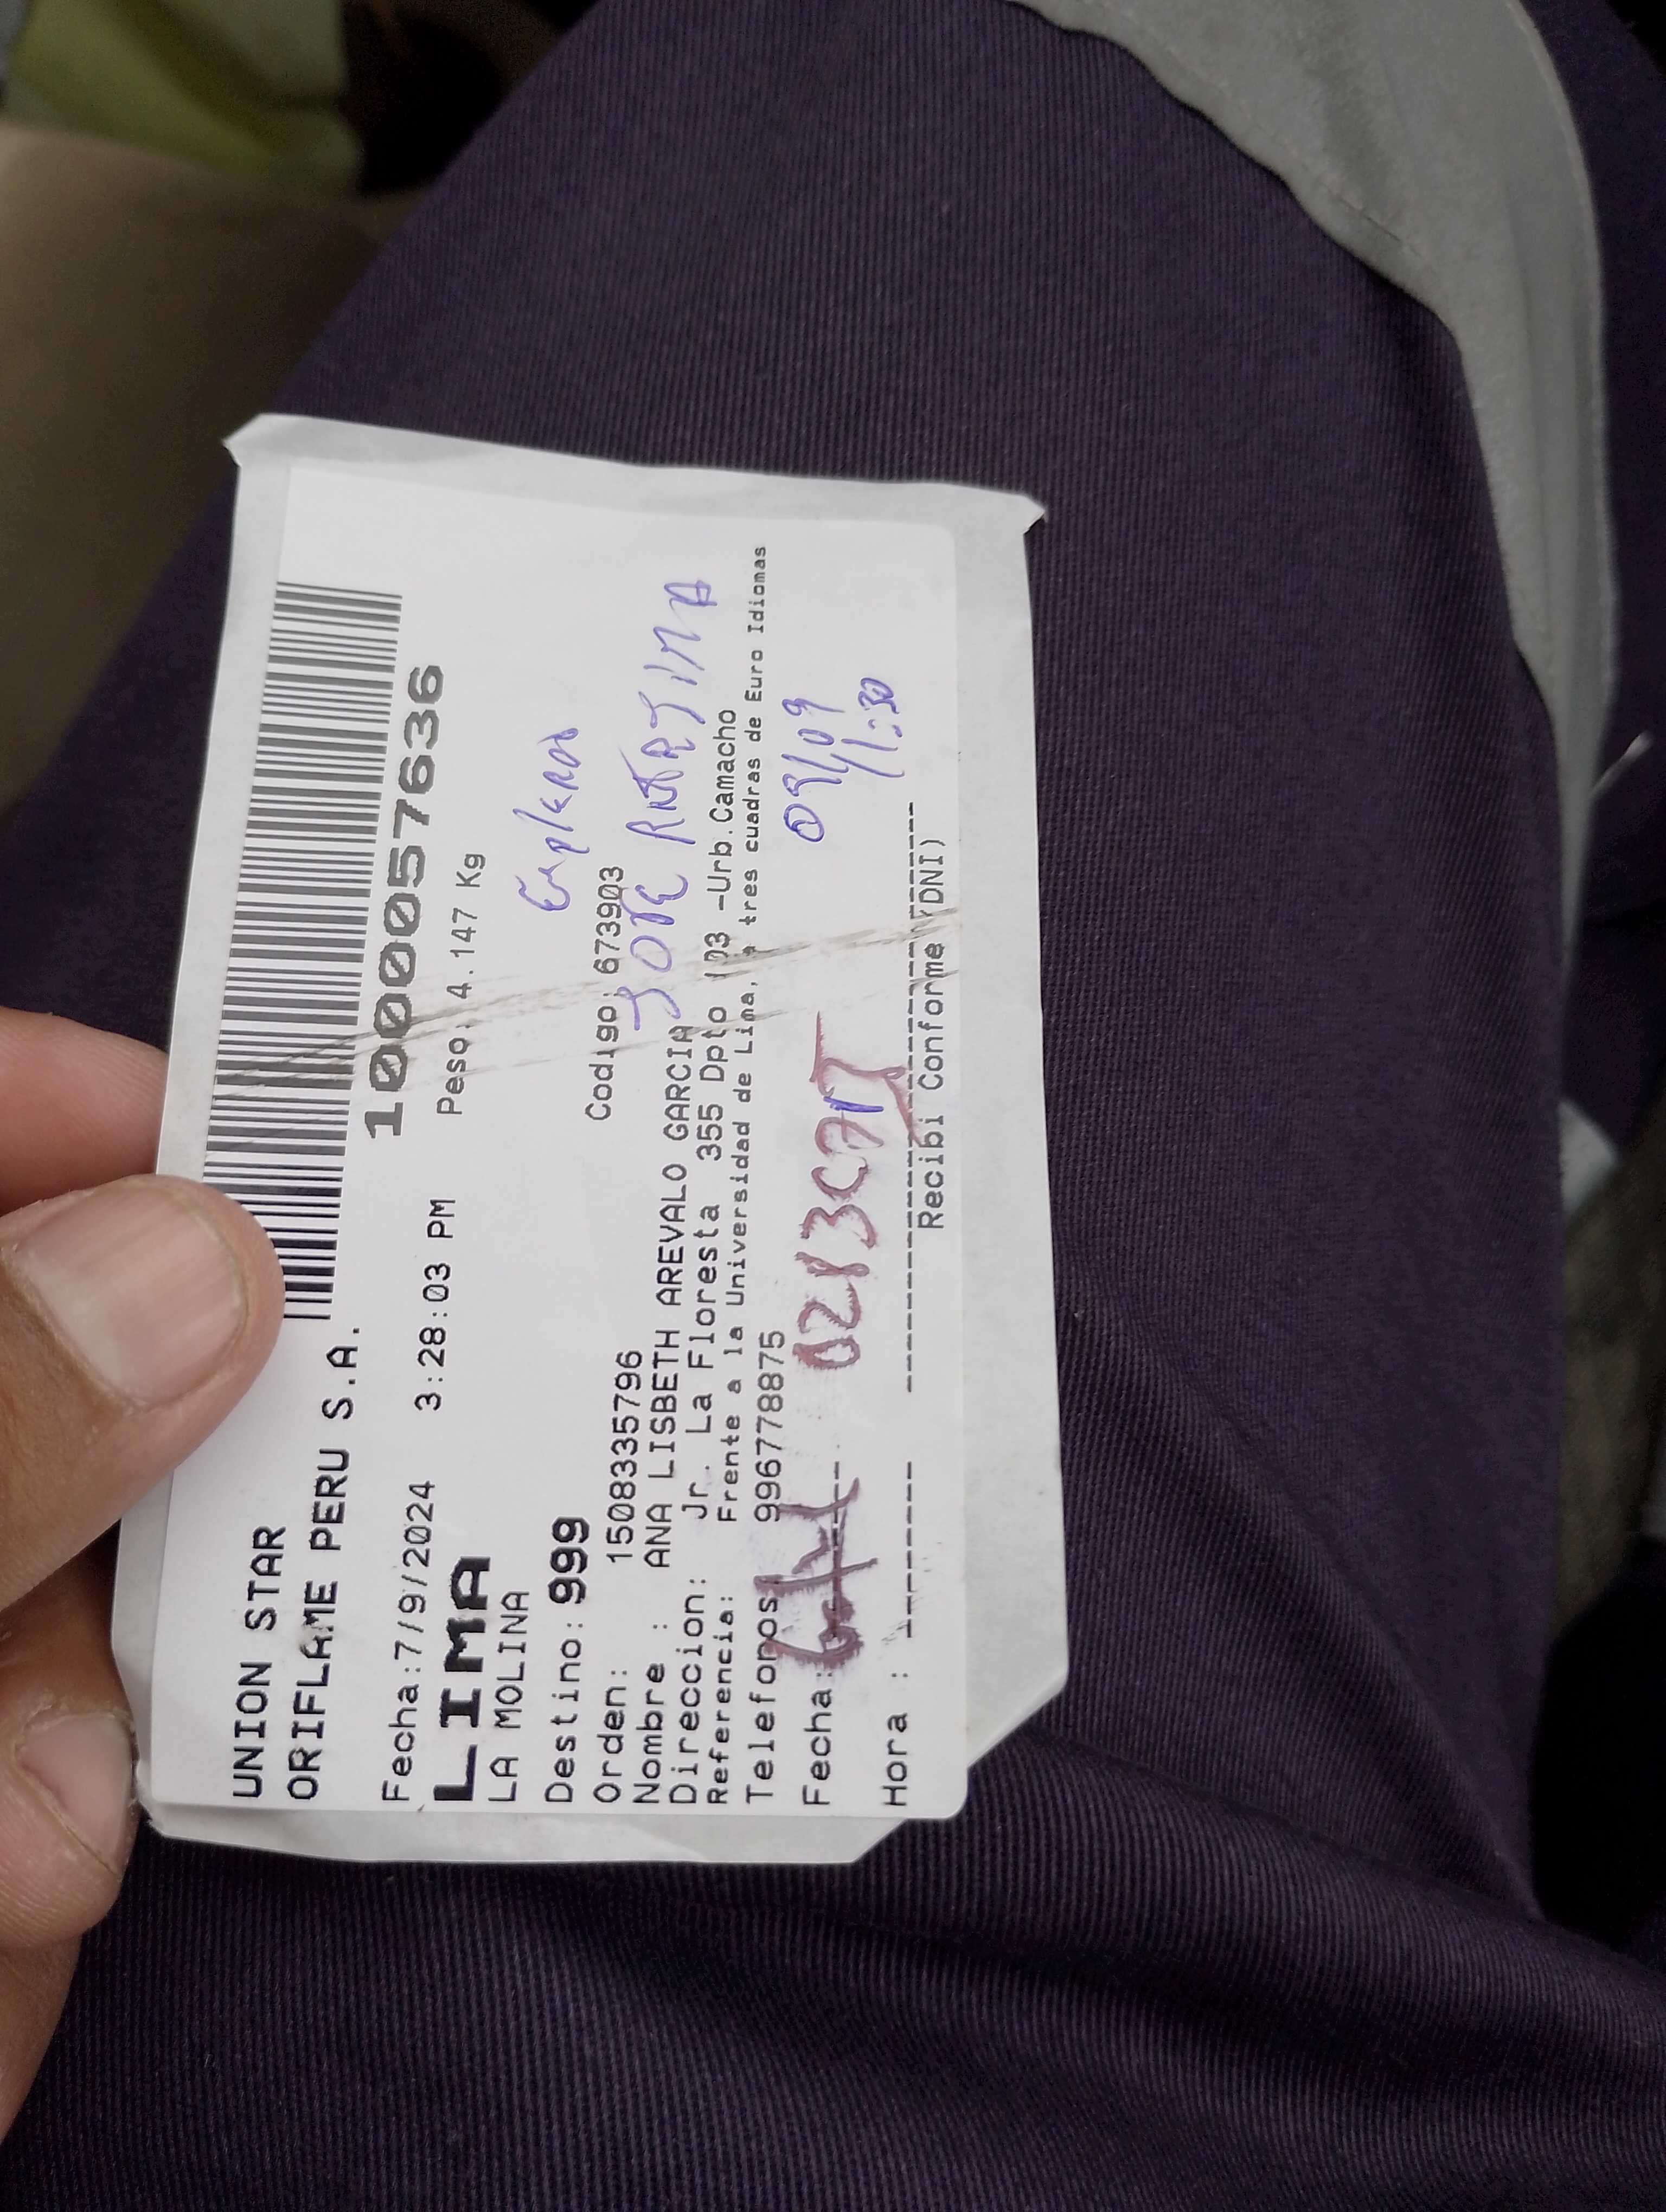 UNION STAR
ORIFLAME PERU S.A.
1000057636
Fecha:7/9/2024 3:28:03 PM
Peso: 4.147 Kg
LIMA
LA MOLINA
Destino: 999
Codigo: 673903
Orden: 15083335796
Nombre : ANA LISBETH AREVALO GARCIA
Direccion: Jr. La Floresta 355 Dpto 103 -Urb.Camacho
Referencia: Frente a la Universidad de Lima, a tres cuadras de Euro Idiomas
Telefonos: 996778875
Fecha:
09/09
11:30
Hora :
Recibi Conforme (DNI)